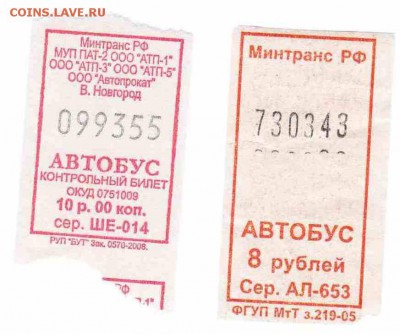 COINS.LAVE.RU
Минтранс РФ
МУП ПАТ-2 ООО "АТП-1"
ООО "АТП-3" ООО "АТП-5"
ООО "Автопрокат"
В. Новгород
099355
АВТОБУС
КОНТРОЛЬНЫЙ БИЛЕТ
ОКУД 0751009
10 р. 00 коп.
сер. ШЕ-014
РУП "БУТ" Зак. 0570-2008.
Минтранс РФ
730343
АВТОБУС
8 рублей
Сер. АЛ-653
ФГУП МтТ з.219-05